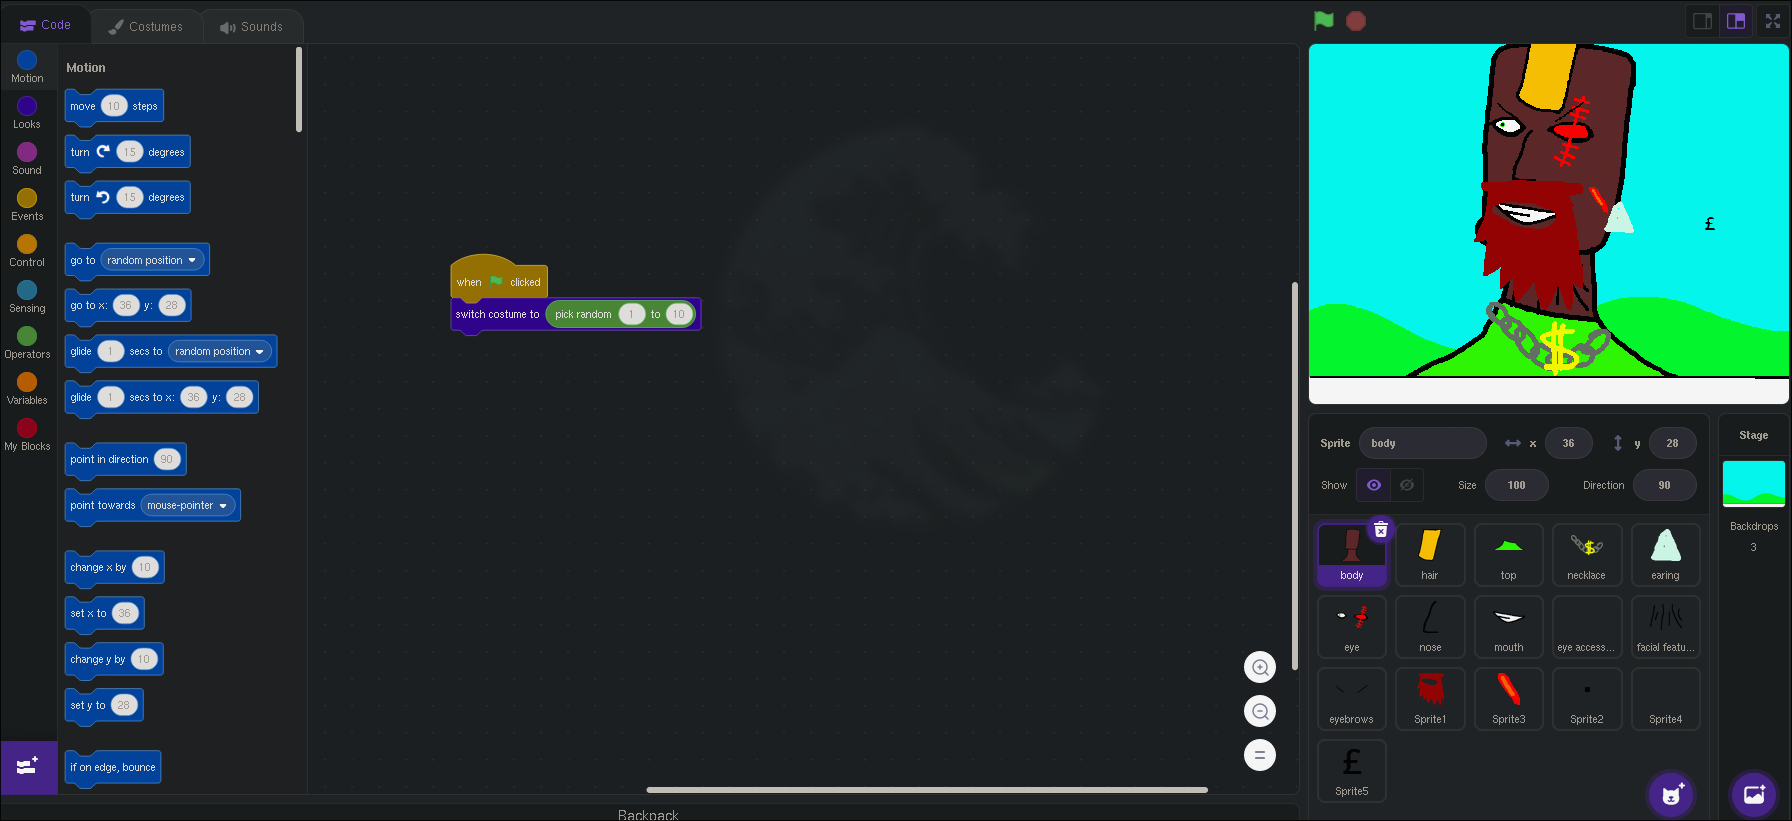 Code
Costumes
Sounds
Motion
Looks
Sound
Events
Control
Sensing
Operators
Variables
My Blocks
Motion
move 10 steps
turn 15 degrees
turn 15 degrees
go to random position
go to x: 36 y: 28
glide 1 secs to random position
glide 1 secs to x: 36 y: 28
point in direction 90
point towards mouse-pointer
change x by 10
set x to 36
change y by 10
set y to 28
if on edge, bounce
when clicked
switch costume to pick random 1 to 10
Backpack
$
£
Sprite body x 36 y 28
Show Size 100 Direction 90
body
hair
top
necklace
earing
eye
nose
mouth
eye access...
facial featu...
eyebrows
Sprite1
Sprite3
Sprite2
Sprite4
£
Sprite5
Stage
Backdrops
3